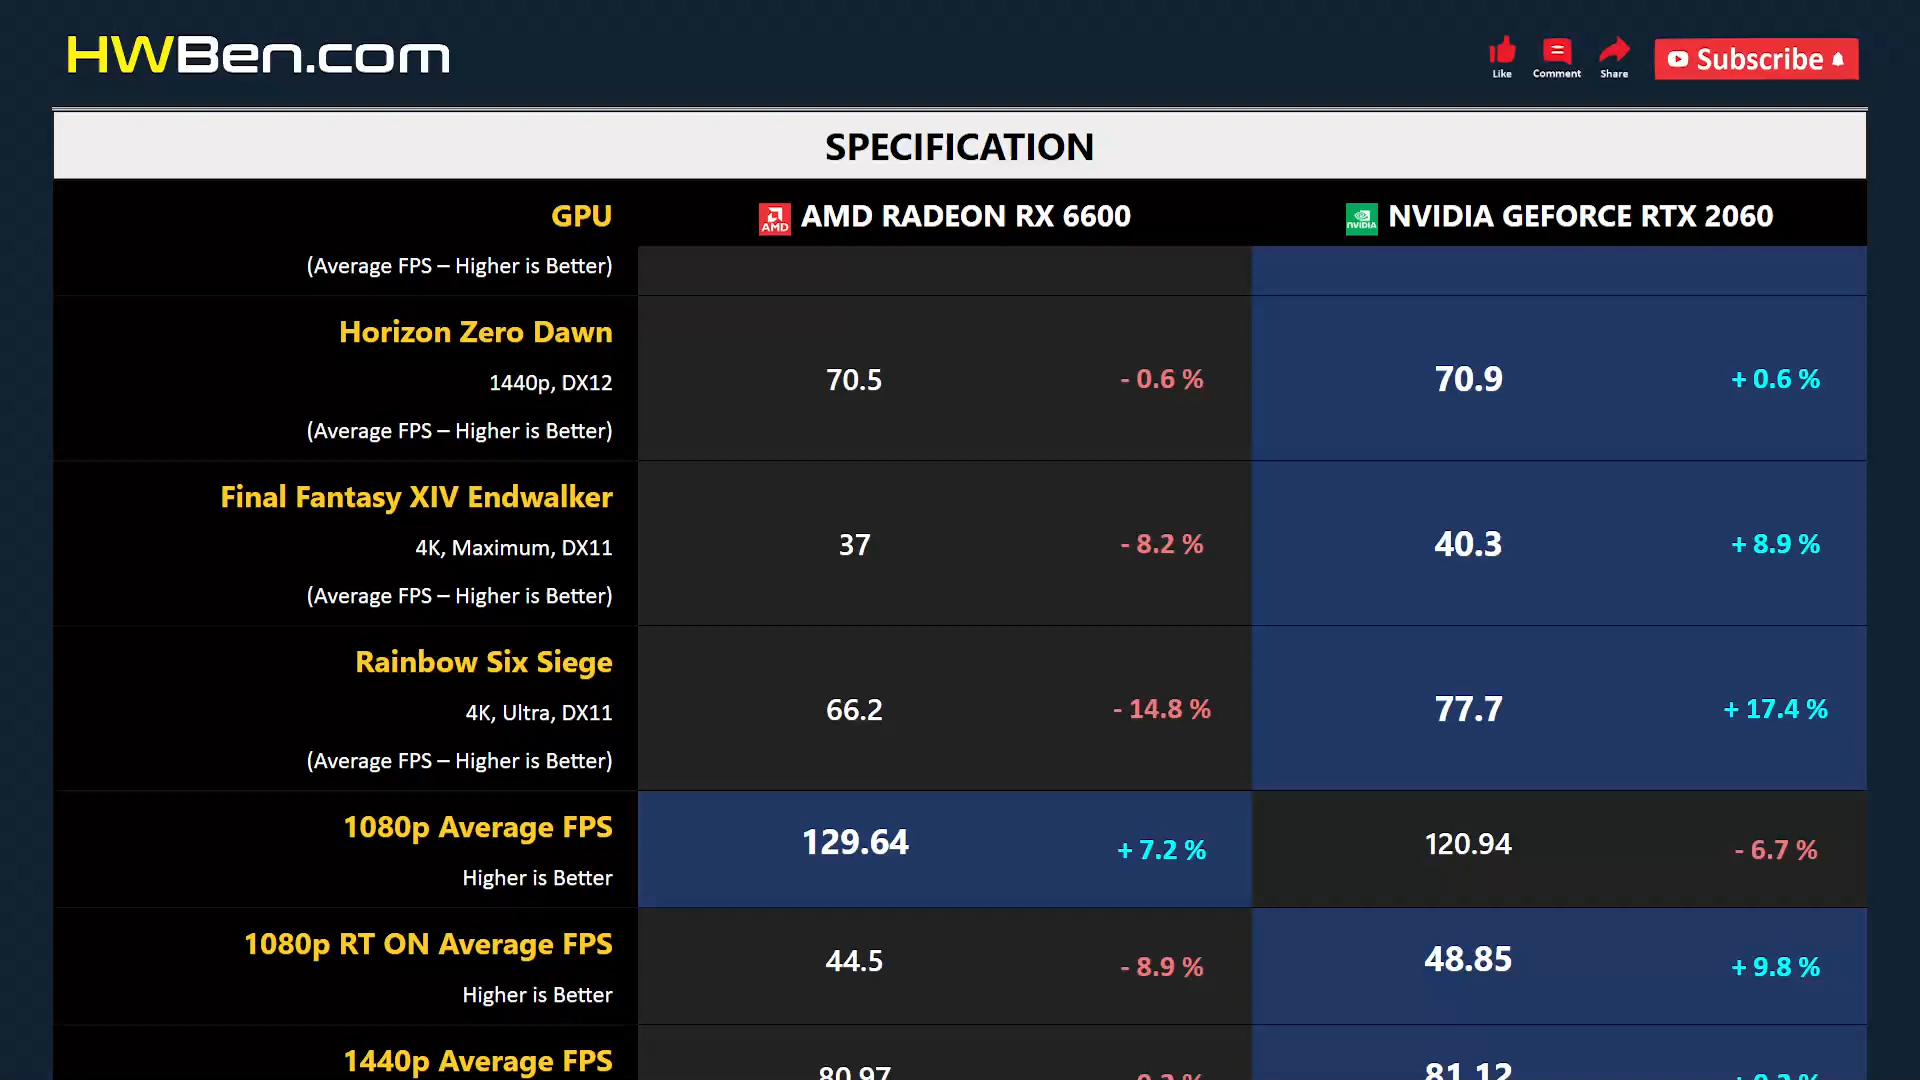 HWBen.com
Like
Comment
Share
Subscribe
SPECIFICATION
GPU
AMD
AMD RADEON RX 6600
NVIDIA
NVIDIA GEFORCE RTX 2060
(Average FPS – Higher is Better)
Horizon Zero Dawn
1440p, DX12
(Average FPS – Higher is Better)
70.5
- 0.6 %
70.9
+ 0.6 %
Final Fantasy XIV Endwalker
4K, Maximum, DX11
(Average FPS – Higher is Better)
37
- 8.2 %
40.3
+ 8.9 %
Rainbow Six Siege
4K, Ultra, DX11
(Average FPS – Higher is Better)
66.2
- 14.8 %
77.7
+ 17.4 %
1080p Average FPS
Higher is Better
129.64
+ 7.2 %
120.94
- 6.7 %
1080p RT ON Average FPS
Higher is Better
44.5
- 8.9 %
48.85
+ 9.8 %
1440p Average FPS
80.97
81.12